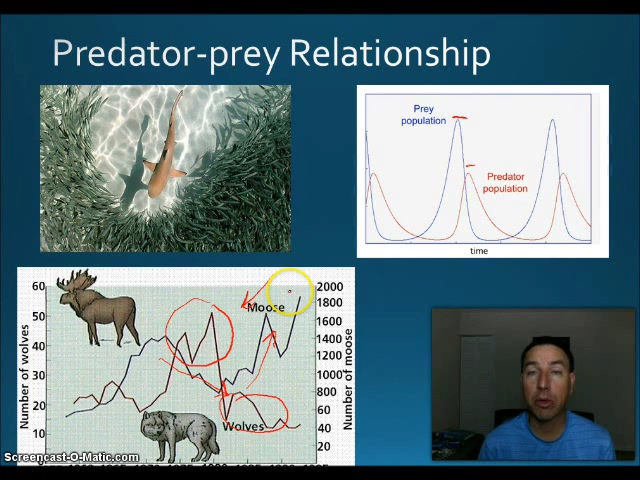 Predator-prey Relationship
Prey
population
Predator
population
time
Number of wolves
60
50
40
30
20
10
Moose
Wolves
2000
1800
1600
1400
1200
1000
800
60
40
20
Number of moose
Screencast-O-Matic.com